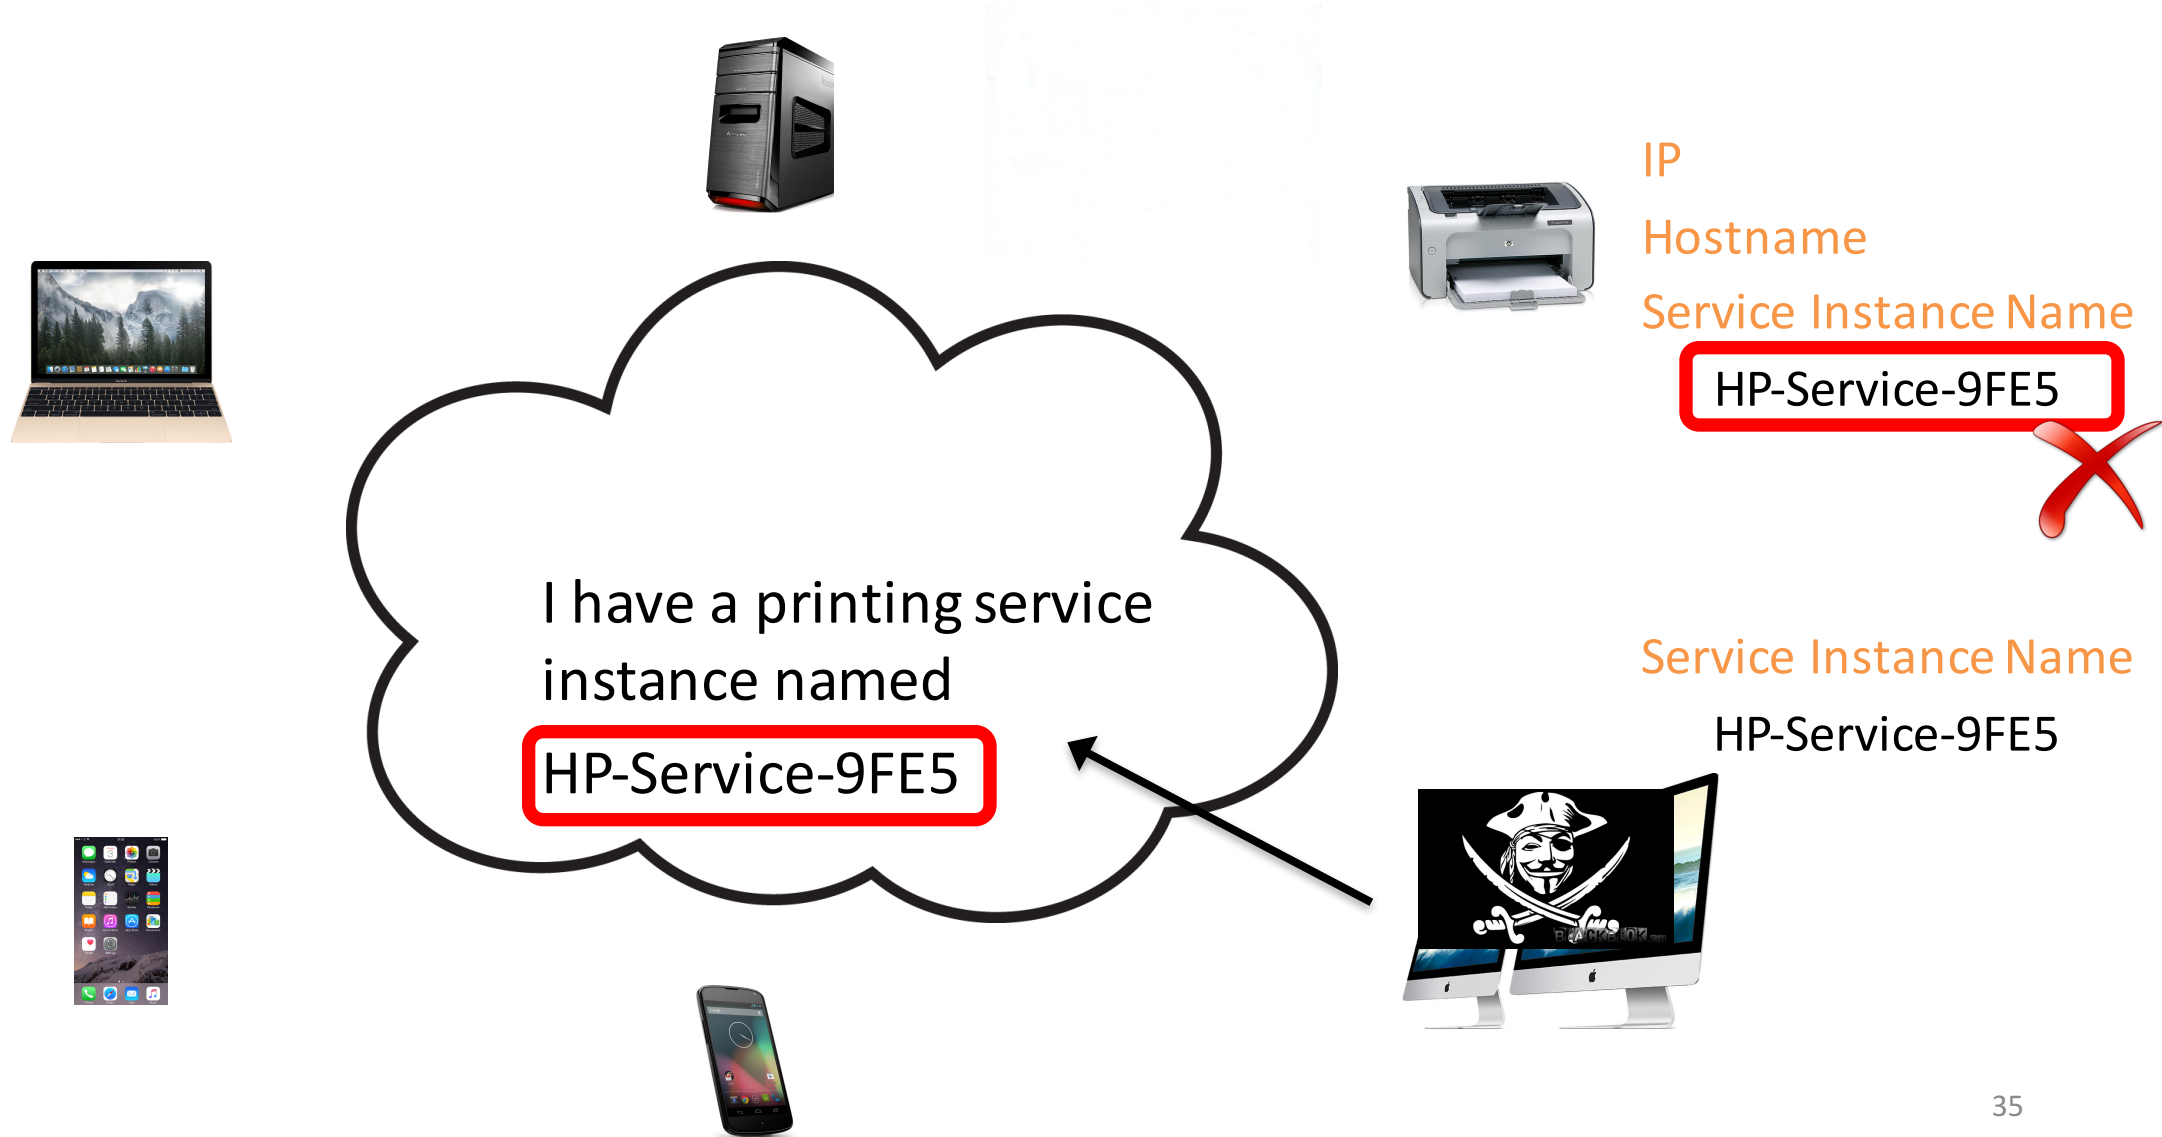 IP
Hostname
Service Instance Name
HP-Service-9FE5
I have a printing service
instance named
HP-Service-9FE5
Service Instance Name
HP-Service-9FE5
35